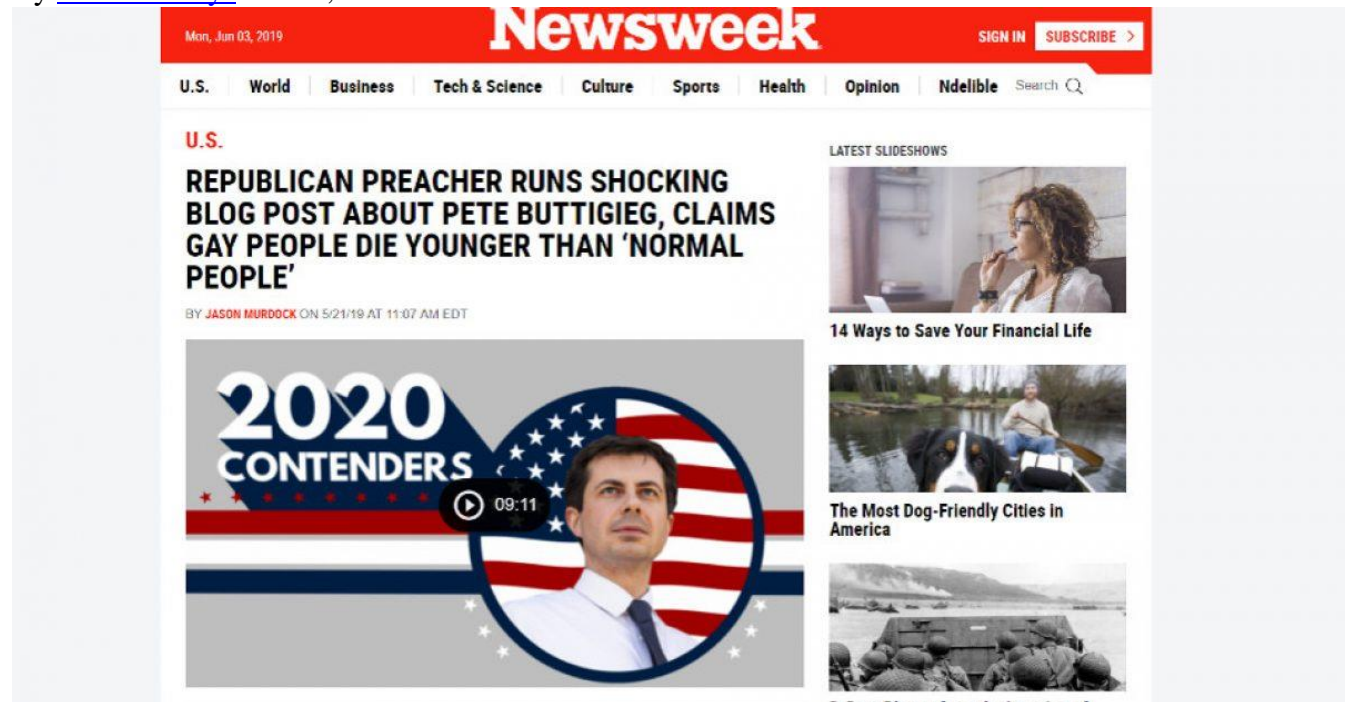 Newsweek
Mon, Jun 03, 2019
SIGN IN
SUBSCRIBE >
U.S.
World
Business
Tech & Science
Culture
Sports
Health
Opinion
Ndelible
Search
U.S.
REPUBLICAN PREACHER RUNS SHOCKING
BLOG POST ABOUT PETE BUTTIGIEG, CLAIMS
GAY PEOPLE DIE YOUNGER THAN ‘NORMAL
PEOPLE’
BY JASON MURDOCK ON 5/21/19 AT 11:07 AM EDT
2020
CONTENDERS
09:11
LATEST SLIDESHOWS
14 Ways to Save Your Financial Life
The Most Dog-Friendly Cities in
America